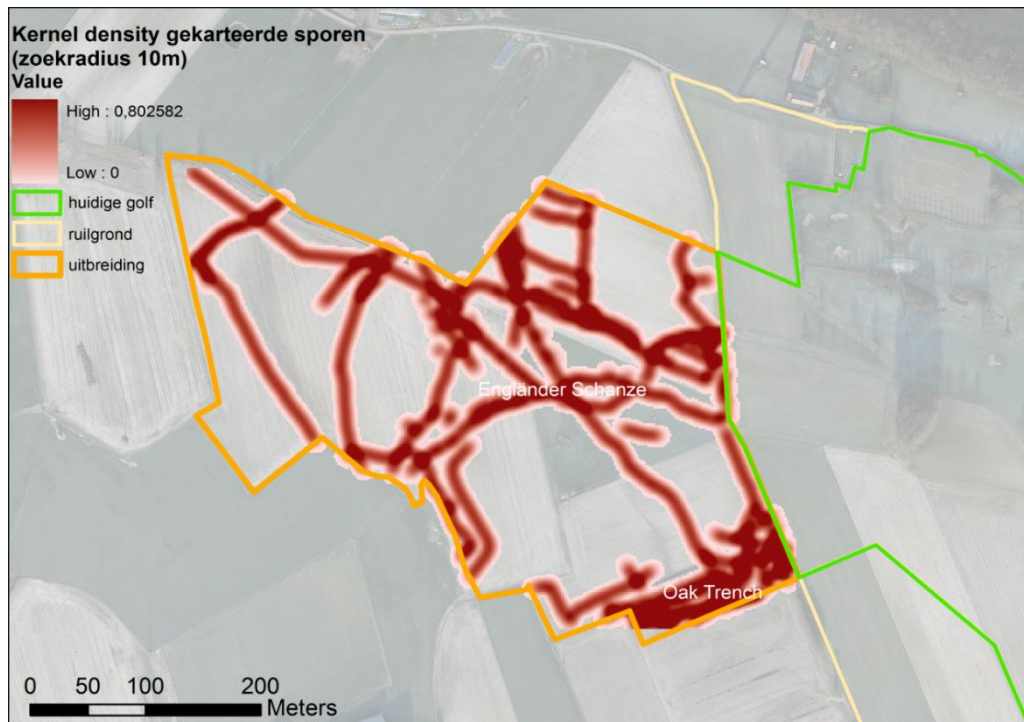 Kernel density gekarteerde sporen
(zoekradius 10m)
Value
High : 0,802582
Low : 0
huidige golf
ruilgrond
uitbreiding
Engländer Schanze
Oak Trench
0 50 100 200
Meters